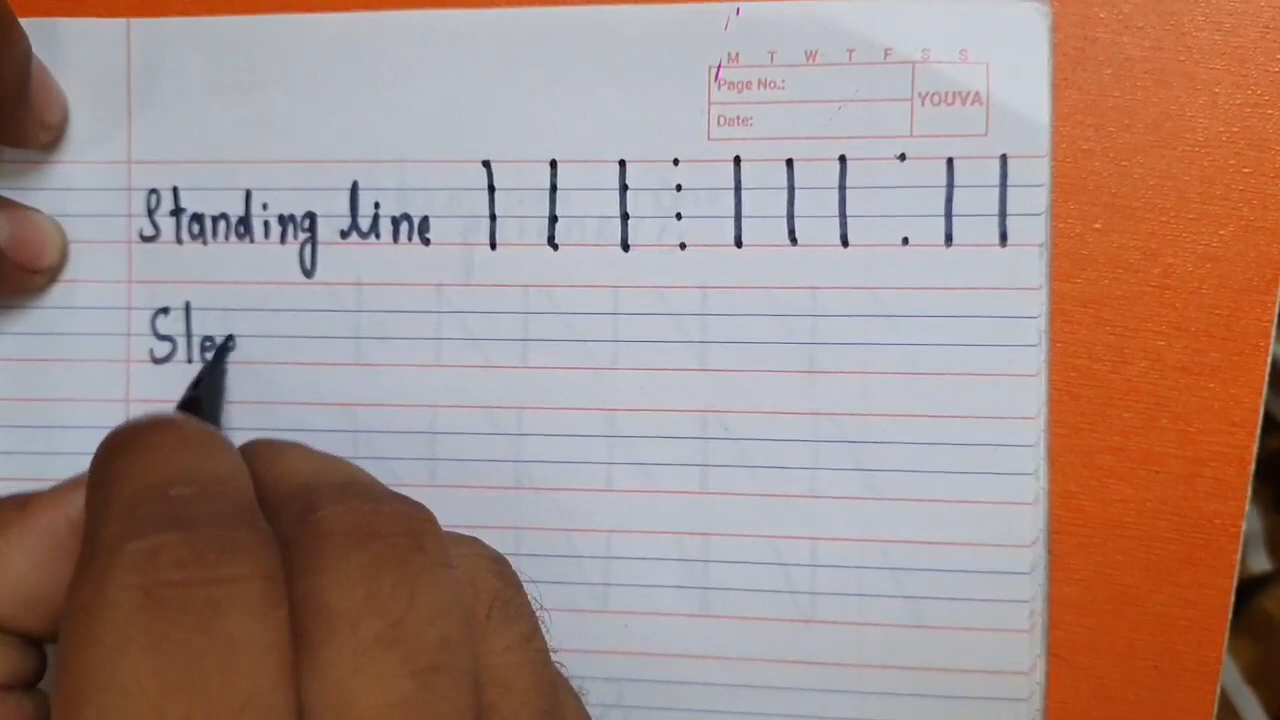 M T W T F S S
Page No.:
YOUVA
Date:
Standing line
Sle